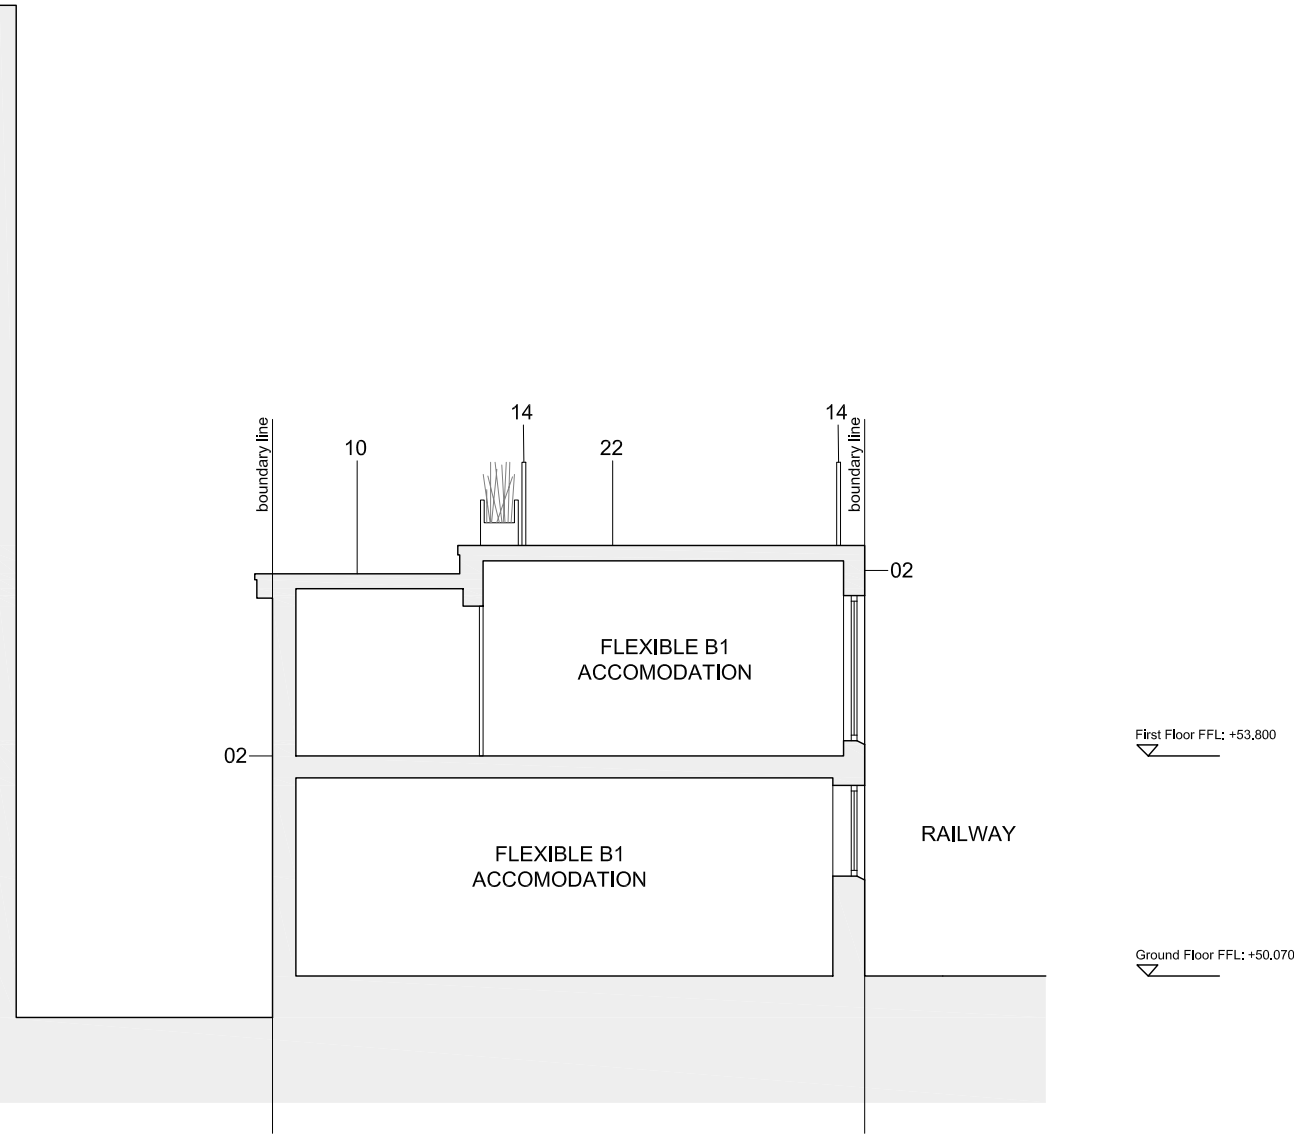 14
14
boundary line
boundary line
10
22
02
FLEXIBLE B1
ACCOMODATION
First Floor FFL: +53.800
02
RAILWAY
FLEXIBLE B1
ACCOMODATION
Ground Floor FFL: +50.070